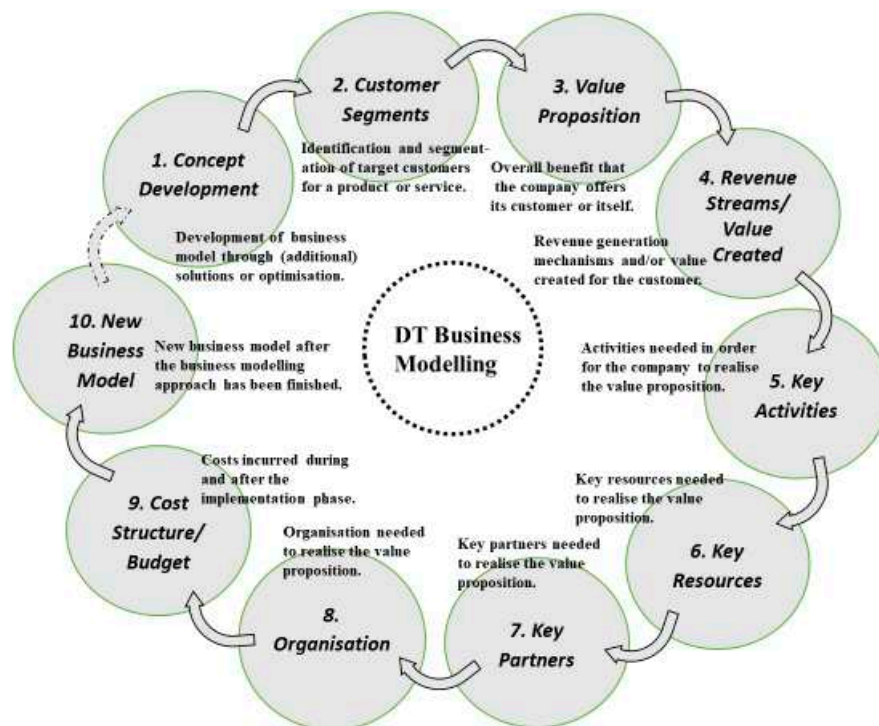 1. Concept
Development
Development of business
model through (additional)
solutions or optimisation.
2. Customer
Segments
Identification and segment-
ation of target customers
for a product or service.
3. Value
Proposition
Overall benefit that
the company offers
its customer or itself.
4. Revenue
Streams/
Value
Created
Revenue generation
mechanisms and/or value
created for the customer.
5. Key
Activities
Activities needed in order
for the company to realise
the value proposition.
6. Key
Resources
Key resources needed
to realise the value
proposition.
7. Key
Partners
Key partners needed
to realise the value
proposition.
8.
Organisation
Organisation needed
to realise the value
proposition.
9. Cost
Structure/
Budget
Costs incurred during
and after the
implementation phase.
10. New
Business
Model
New business model after
the business modelling
approach has been finished.
DT Business
Modelling